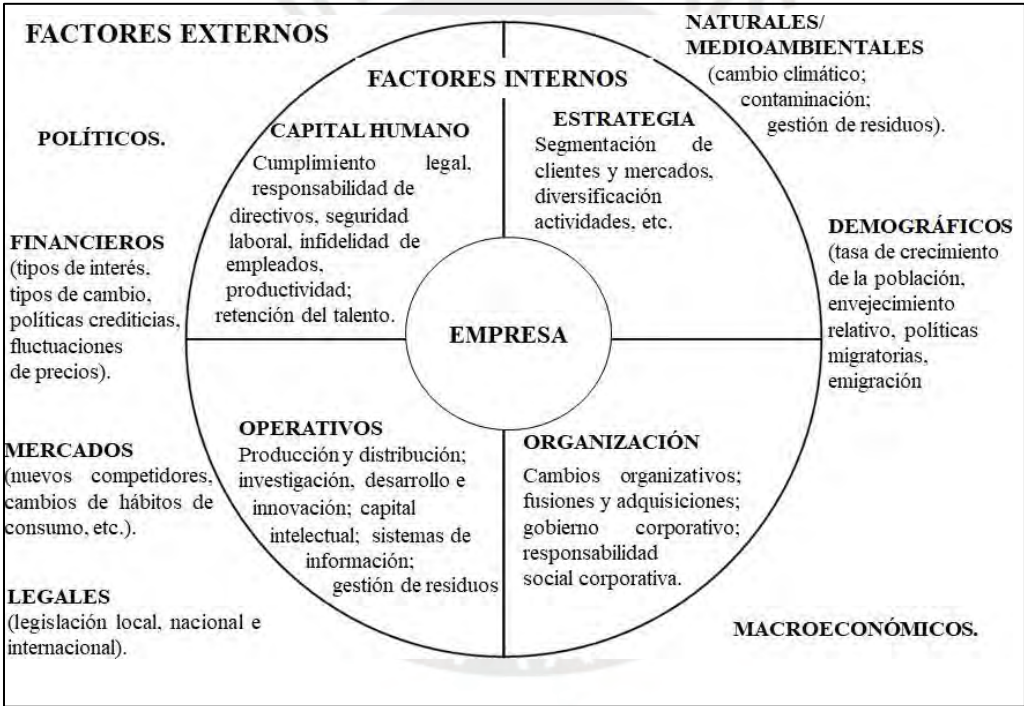 FACTORES EXTERNOS
FACTORES INTERNOS
POLÍTICOS.
FINANCIEROS
(tipos de interés,
tipos de cambio,
políticas crediticias,
fluctuaciones
de precios).
MERCADOS
(nuevos competidores,
cambios de hábitos de
consumo, etc.).
LEGALES
(legislación local, nacional e
internacional).
CAPITAL HUMANO
Cumplimiento legal,
responsabilidad de
directivos, seguridad
laboral, infidelidad de
empleados,
productividad;
retención del talento.
ESTRATEGIA
Segmentación de
clientes y mercados,
diversificación
actividades, etc.
EMPRESA
OPERATIVOS
Producción y distribución;
investigación, desarrollo e
innovación; capital
intelectual; sistemas de
información;
gestión de residuos
ORGANIZACIÓN
Cambios organizativos;
fusiones y adquisiciones;
gobierno corporativo;
responsabilidad
social corporativa.
NATURALES/
MEDIOAMBIENTALES
(cambio climático;
contaminación;
gestión de residuos).
DEMOGRÁFICOS
(tasa de crecimiento
de la población,
envejecimiento
relativo, políticas
migratorias,
emigración
MACROECONÓMICOS.